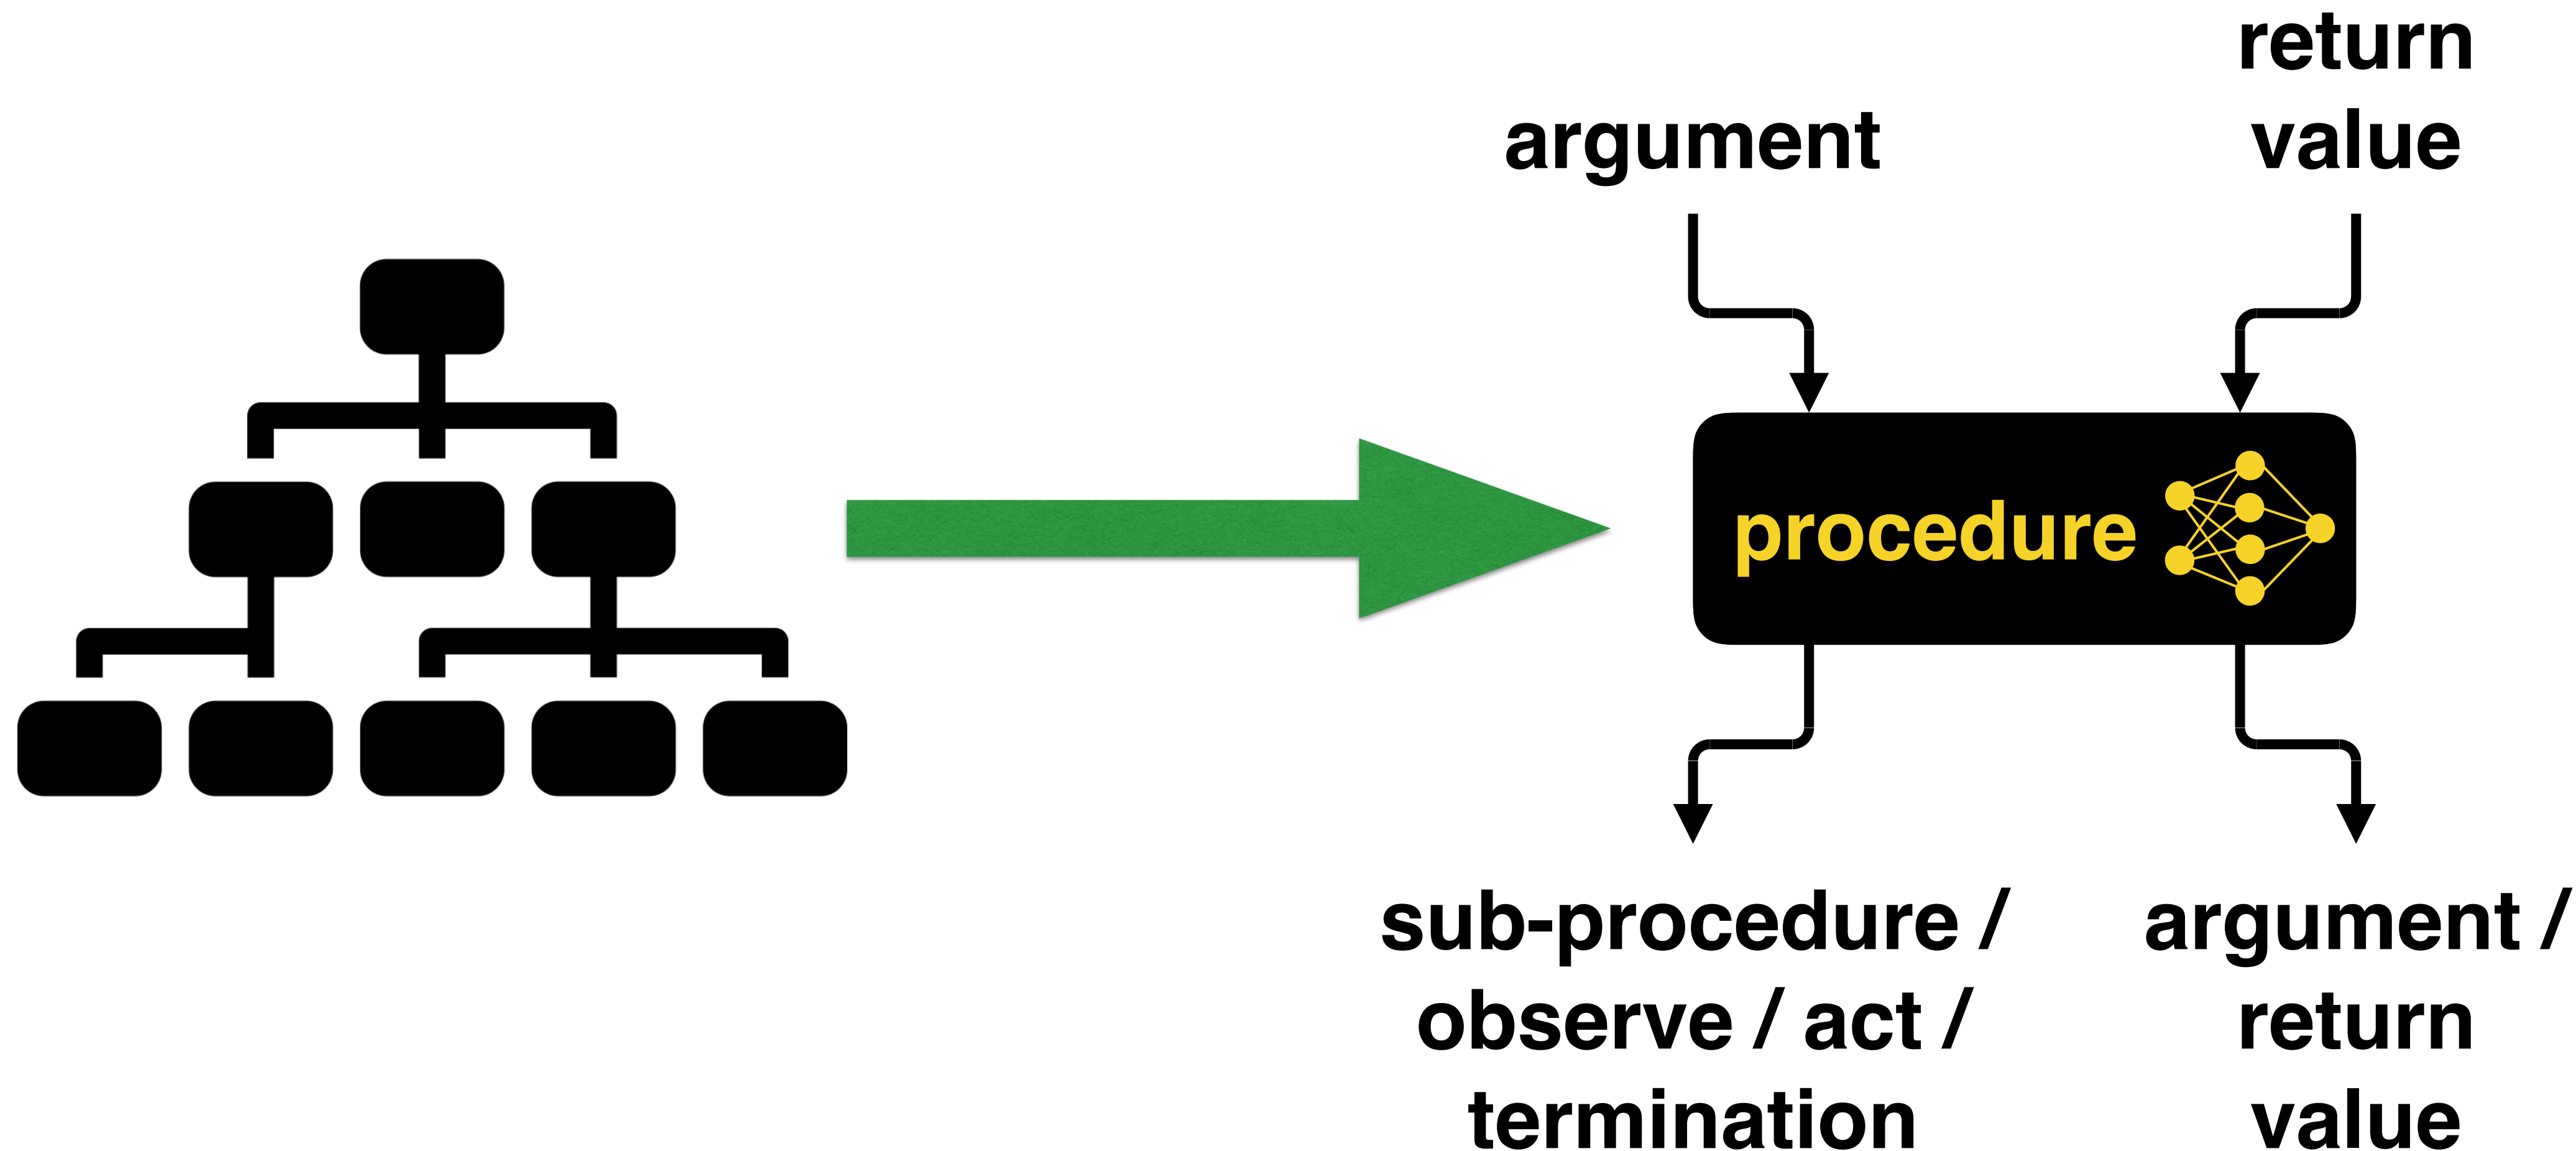 return
value
argument
procedure
sub-procedure /
observe / act /
termination
argument /
return
value